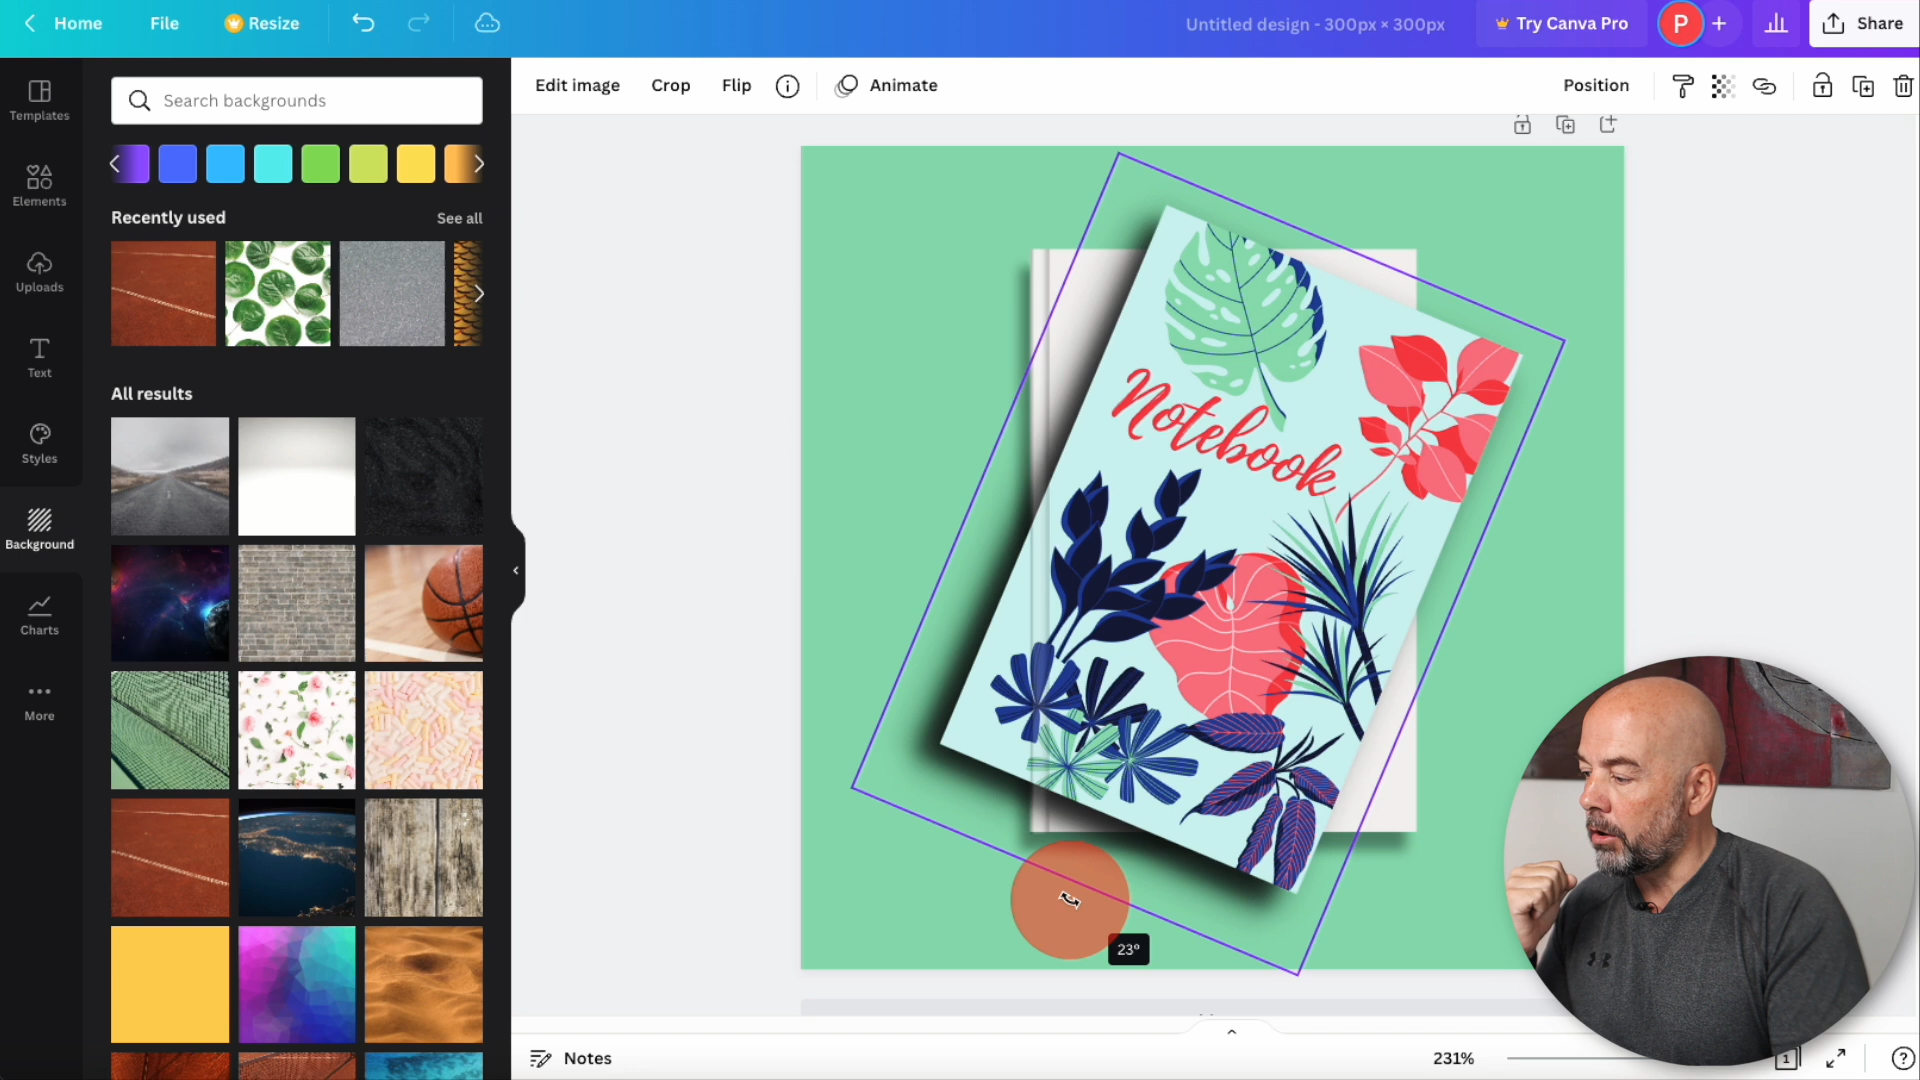 Home
File
Resize
Untitled design - 300px × 300px
Try Canva Pro
P
Share
Templates
Elements
Uploads
Text
Styles
Background
Charts
More
Search backgrounds
Recently used
See all
All results
Edit image
Crop
Flip
Animate
Position
Notebook
23°
Notes
231%
1